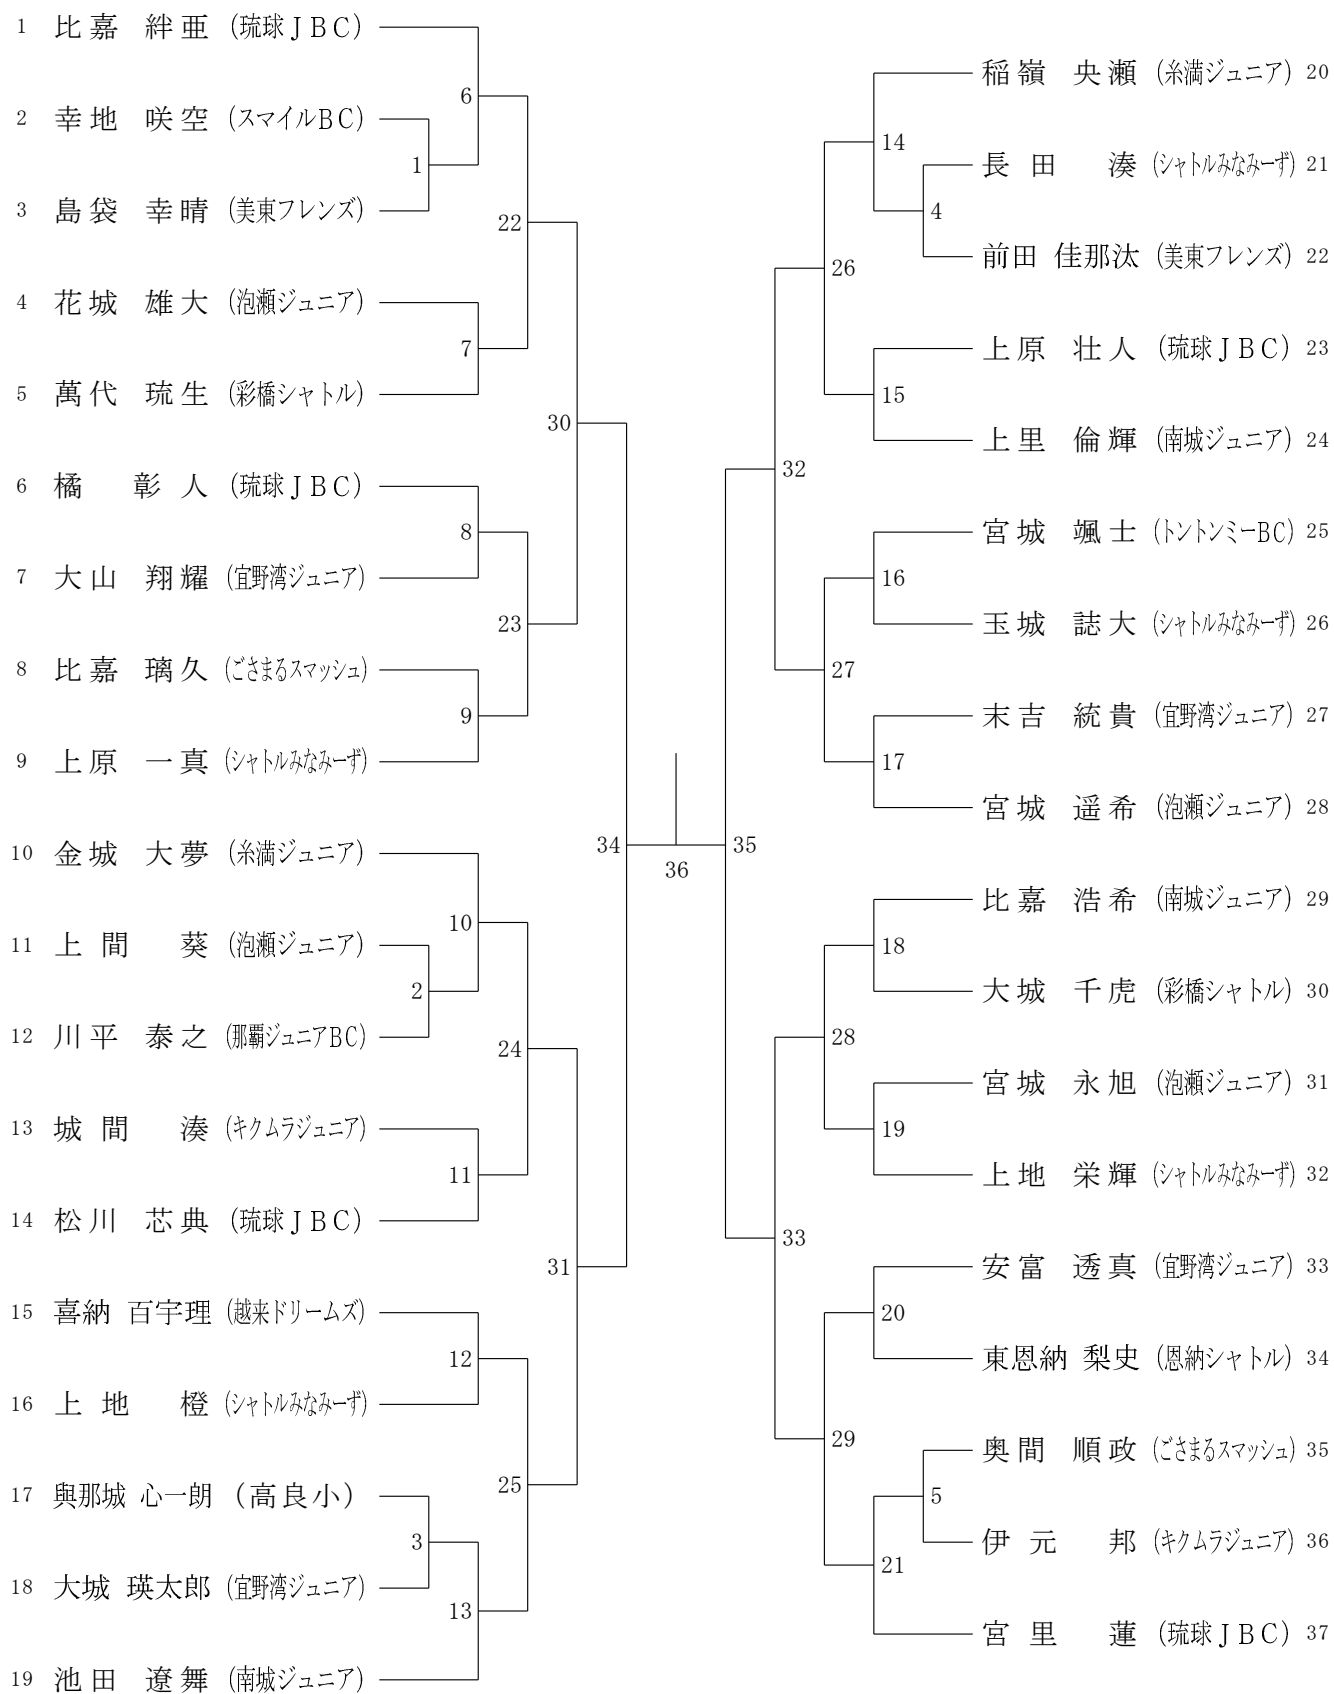 1 比嘉 絆亜 (琉球JBC)
2 幸地 咲空 (スマイルBC)
3 島袋 幸晴 (美東フレンズ)
4 花城 雄大 (泡瀬ジュニア)
5 萬代 琉生 (彩橋シャトル)
6 橘 彰人 (琉球JBC)
7 大山 翔耀 (宜野湾ジュニア)
8 比嘉 璃久 (ごさまるスマッシュ)
9 上原 一真 (シャトルみなみーず)
10 金城 大夢 (糸満ジュニア)
11 上間 葵 (泡瀬ジュニア)
12 川平 泰之 (那覇ジュニアBC)
13 城間 湊 (キクムラジュニア)
14 松川 芯典 (琉球JBC)
15 喜納 百宇理 (越来ドリームズ)
16 上地 橙 (シャトルみなみーず)
17 與那城 心一朗 (高良小)
18 大城 瑛太郎 (宜野湾ジュニア)
19 池田 遼舞 (南城ジュニア)
1
2
3
6
7
8
9
10
11
12
13
22
23
24
25
30
31
34
36
35
32
33
26
27
28
29
14
15
16
17
18
19
20
21
4
5
稲嶺 央瀬 (糸満ジュニア) 20
長田 湊 (シャトルみなみーず) 21
前田 佳那汰 (美東フレンズ) 22
上原 壮人 (琉球JBC) 23
上里 倫輝 (南城ジュニア) 24
宮城 颯士 (トントンミーBC) 25
玉城 誌大 (シャトルみなみーず) 26
末吉 統貴 (宜野湾ジュニア) 27
宮城 遥希 (泡瀬ジュニア) 28
比嘉 浩希 (南城ジュニア) 29
大城 千虎 (彩橋シャトル) 30
宮城 永旭 (泡瀬ジュニア) 31
上地 栄輝 (シャトルみなみーず) 32
安富 透真 (宜野湾ジュニア) 33
東恩納 梨史 (恩納シャトル) 34
奥間 順政 (ごさまるスマッシュ) 35
伊元 邦 (キクムラジュニア) 36
宮里 蓮 (琉球JBC) 37